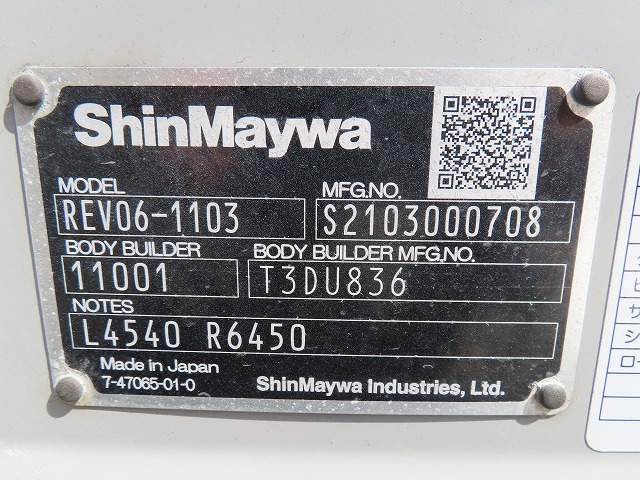 ShinMaywa
MODEL MFG.NO.
REV06-1103 S2103000708
BODY BUILDER BODY BUILDER MFG.NO.
11001 T3DU836
NOTES
L4540 R6450
Made in Japan
7-47065-01-0 ShinMaywa Industries, Ltd.